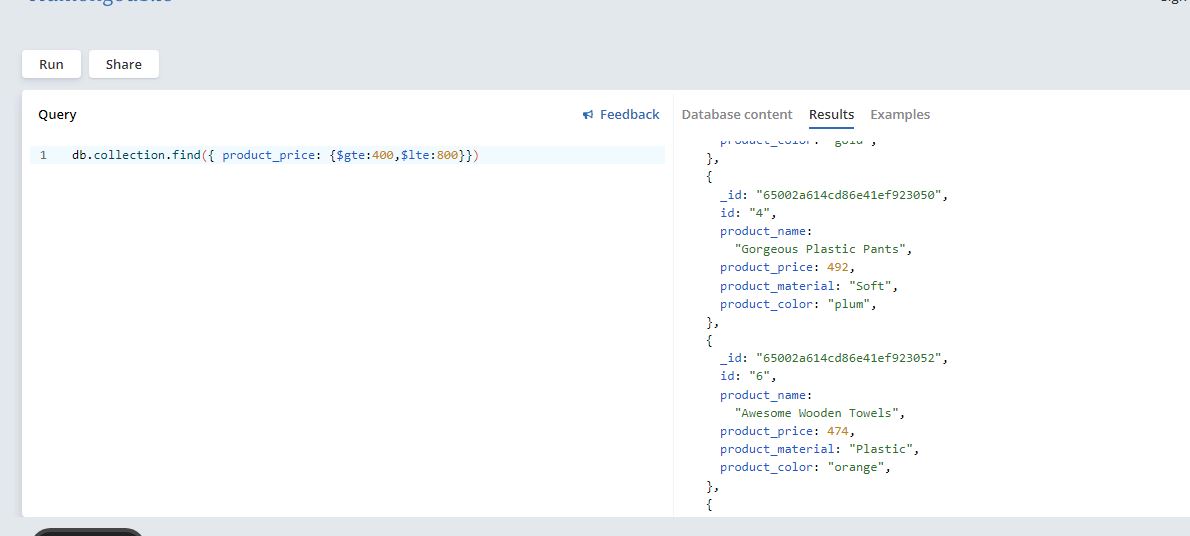 Run
Share
Query
Feedback
1 db.collection.find({ product_price: {$gte:400,$lte:800}})
Database content
Results
Examples
product_color: "gold",
},
{
_id: "65002a614cd86e41ef923050",
id: "4",
product_name:
"Gorgeous Plastic Pants",
product_price: 492,
product_material: "Soft",
product_color: "plum",
},
{
_id: "65002a614cd86e41ef923052",
id: "6",
product_name:
"Awesome Wooden Towels",
product_price: 474,
product_material: "Plastic",
product_color: "orange",
},
{